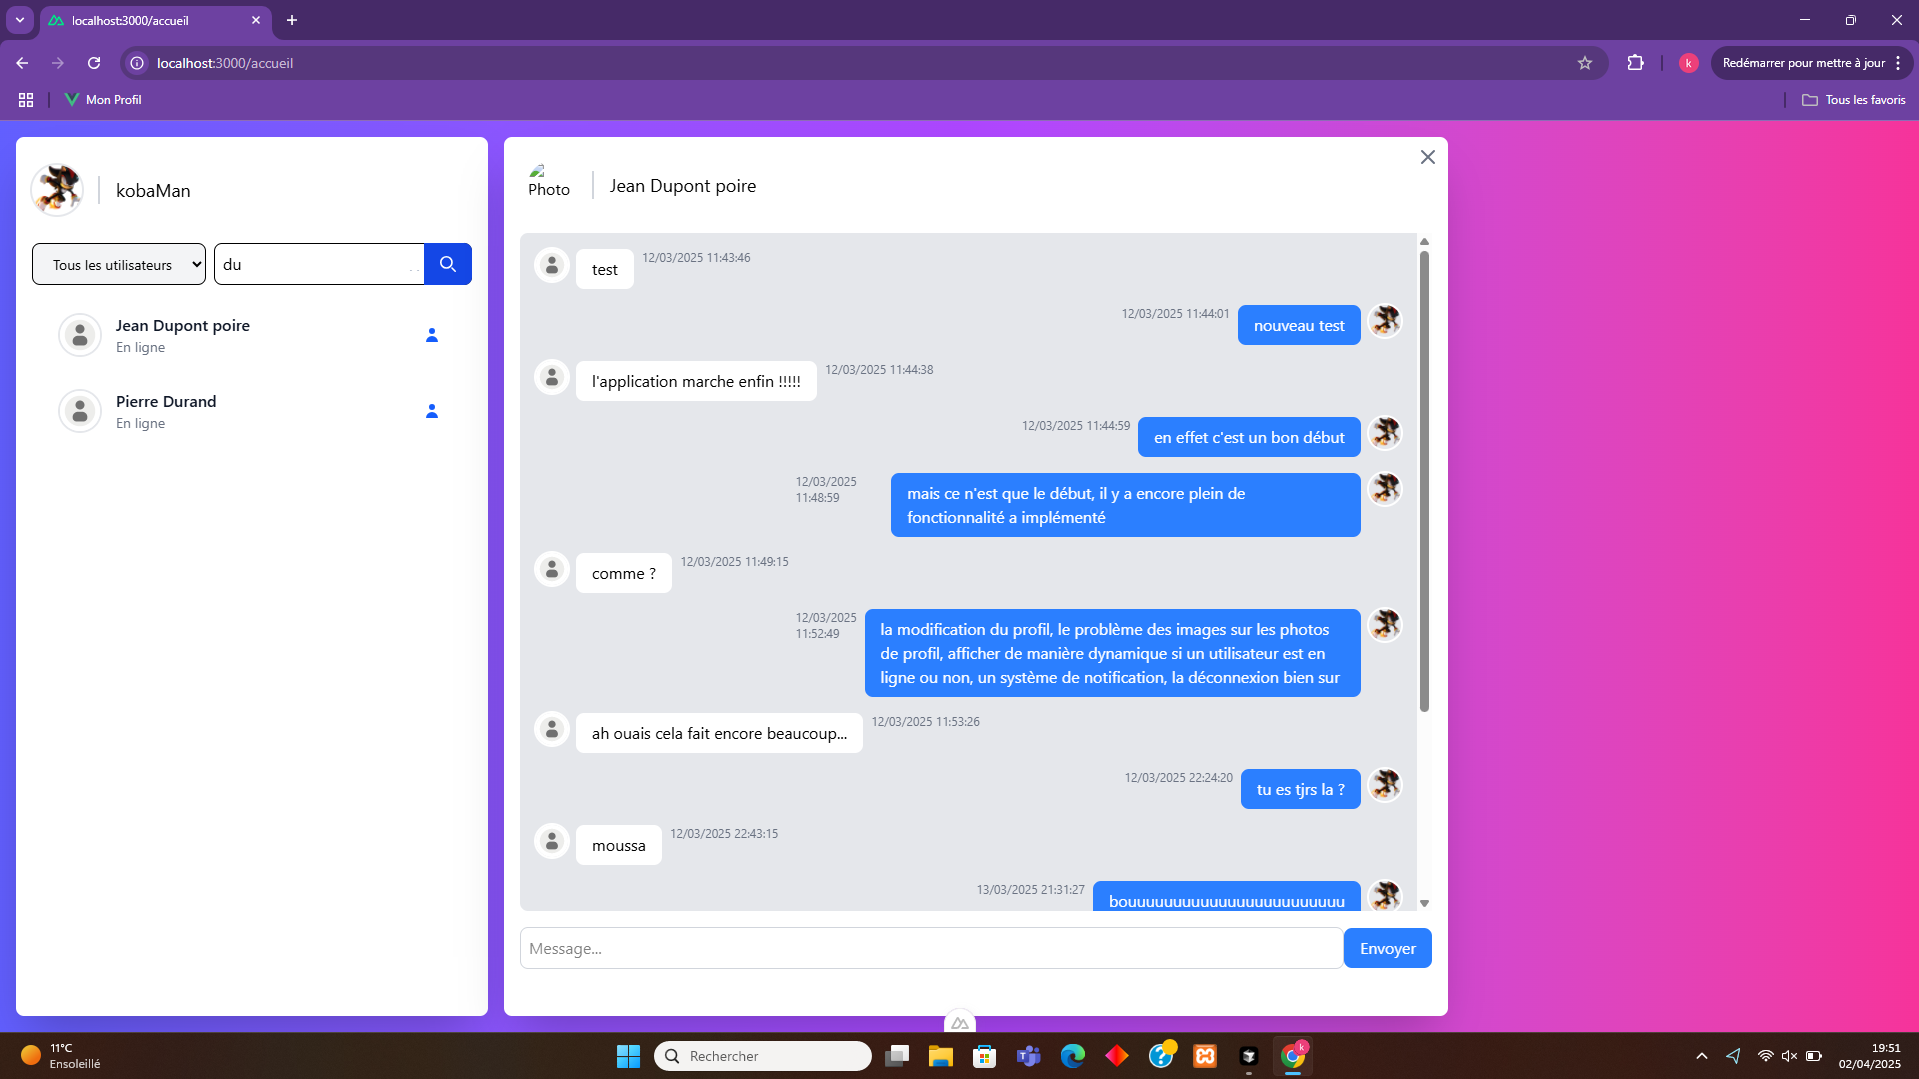 localhost:3000/accueil
localhost:3000/accueil
k
Redémarrer pour mettre à jour
Mon Profil
Tous les favoris
kobaMan
Tous les utilisateurs
du
Jean Dupont poire
En ligne
Pierre Durand
En ligne
Photo
Jean Dupont poire
test
12/03/2025 11:43:46
12/03/2025 11:44:01
nouveau test
l'application marche enfin !!!!!
12/03/2025 11:44:38
12/03/2025 11:44:59
en effet c'est un bon début
12/03/2025
11:48:59
mais ce n'est que le début, il y a encore plein de
fonctionnalité a implémenté
comme ?
12/03/2025 11:49:15
12/03/2025
11:52:49
la modification du profil, le problème des images sur les photos
de profil, afficher de manière dynamique si un utilisateur est en
ligne ou non, un système de notification, la déconnexion bien sur
ah ouais cela fait encore beaucoup...
12/03/2025 11:53:26
12/03/2025 22:24:20
tu es tjrs la ?
moussa
12/03/2025 22:43:15
13/03/2025 21:31:27
bouuuuuuuuuuuuuuuuuuuuuuuu
Message...
Envoyer
11°C
Ensoleillé
Rechercher
k
19:51
02/04/2025